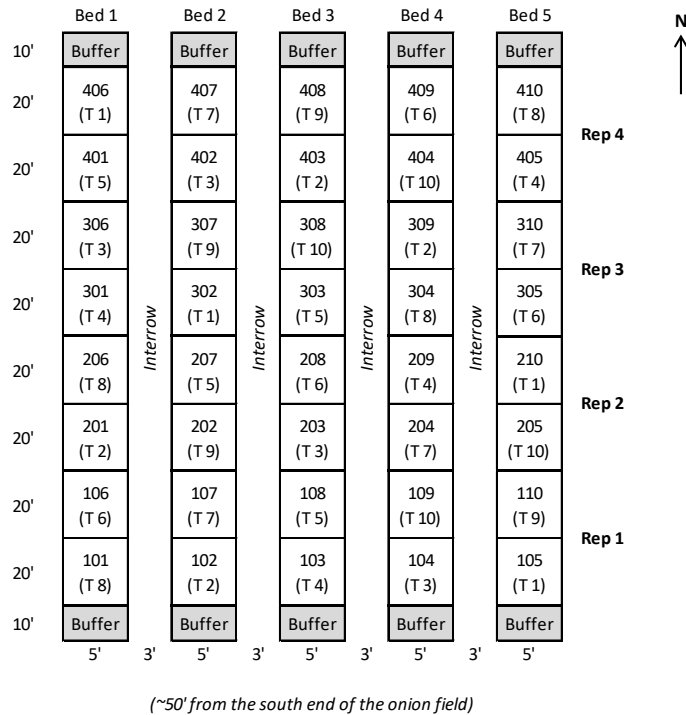 Bed 1 Bed 2 Bed 3 Bed 4 Bed 5
N
10' Buffer Buffer Buffer Buffer Buffer
20' 406 407 408 409 410
(T 1) (T 7) (T 9) (T 6) (T 8)
Rep 4
20' 401 402 403 404 405
(T 5) (T 3) (T 2) (T 10) (T 4)
20' 306 307 308 309 310
(T 3) (T 9) (T 10) (T 2) (T 7)
Rep 3
20' 301 302 303 304 305
(T 4) (T 1) (T 5) (T 8) (T 6)
Interrow Interrow Interrow Interrow
20' 206 207 208 209 210
(T 8) (T 5) (T 6) (T 4) (T 1)
Rep 2
20' 201 202 203 204 205
(T 2) (T 9) (T 3) (T 7) (T 10)
20' 106 107 108 109 110
(T 6) (T 7) (T 5) (T 10) (T 9)
Rep 1
20' 101 102 103 104 105
(T 8) (T 2) (T 4) (T 3) (T 1)
10' Buffer Buffer Buffer Buffer Buffer
5' 3' 5' 3' 5' 3' 5' 3' 5'
(~50' from the south end of the onion field)